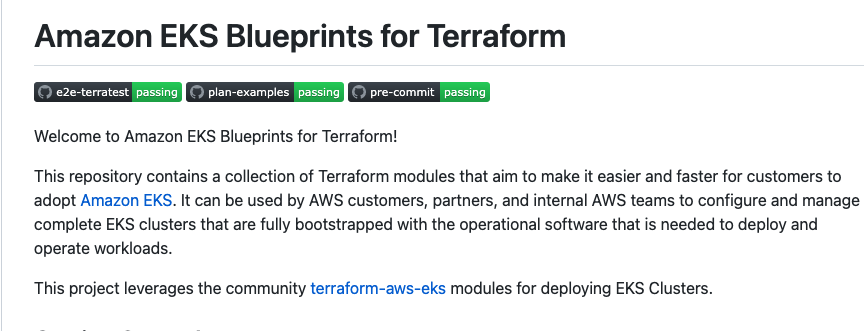 Amazon EKS Blueprints for Terraform
e2e-terratest passing plan-examples passing pre-commit passing
Welcome to Amazon EKS Blueprints for Terraform!
This repository contains a collection of Terraform modules that aim to make it easier and faster for customers to
adopt Amazon EKS. It can be used by AWS customers, partners, and internal AWS teams to configure and manage
complete EKS clusters that are fully bootstrapped with the operational software that is needed to deploy and
operate workloads.
This project leverages the community terraform-aws-eks modules for deploying EKS Clusters.